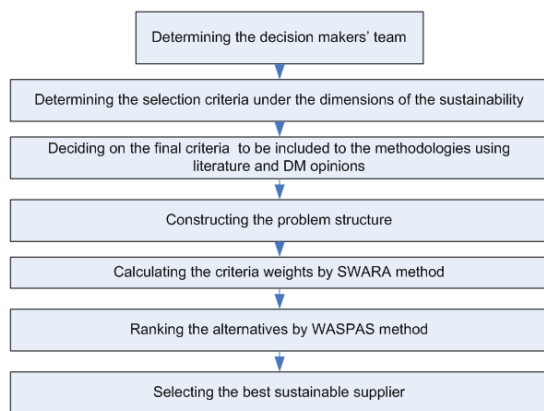 Determining the decision makers' team
Determining the selection criteria under the dimensions of the sustainability
Deciding on the final criteria to be included to the methodologies using
literature and DM opinions
Constructing the problem structure
Calculating the criteria weights by SWARA method
Ranking the alternatives by WASPAS method
Selecting the best sustainable supplier